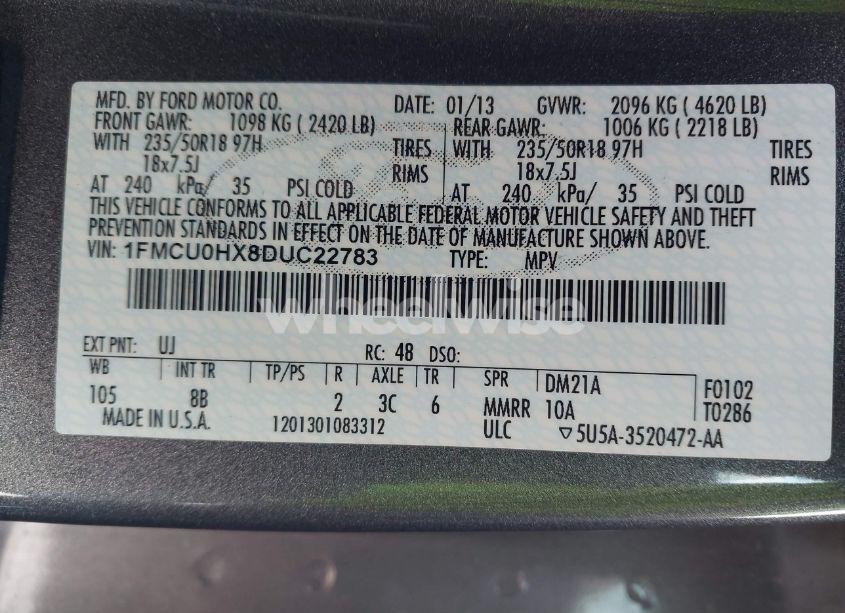 MFD. BY FORD MOTOR CO. DATE: 01/13 GVWR: 2096 KG ( 4620 LB)
FRONT GAWR: 1098 KG ( 2420 LB) REAR GAWR: 1006 KG ( 2218 LB)
WITH 235/50R18 97H TIRES WITH 235/50R18 97H TIRES
18x7.5J RIMS 18x7.5J RIMS
AT 240 kPa/ 35 PSI COLD AT 240 kPa/ 35 PSI COLD
THIS VEHICLE CONFORMS TO ALL APPLICABLE FEDERAL MOTOR VEHICLE SAFETY AND THEFT
PREVENTION STANDARDS IN EFFECT ON THE DATE OF MANUFACTURE SHOWN ABOVE.
VIN: 1FMCU0HX8DUC22783 TYPE: MPV
wheelwise
EXT PNT: UJ RC: 48 DSO:
WB INT TR TP/PS R AXLE TR SPR DM21A F0102
105 8B 2 3C 6 MMRR 10A T0286
MADE IN U.S.A. 1201301083312 ULC ▽5U5A-3520472-AA